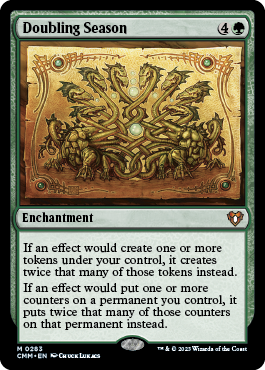 Doubling Season 4
Enchantment
If an effect would create one or more
tokens under your control, it creates
twice that many of those tokens instead.
If an effect would put one or more
counters on a permanent you control, it
puts twice that many of those counters
on that permanent instead.
M 0283
CMM • EN Chuck Lukacs
™ & © 2023 Wizards of the Coast